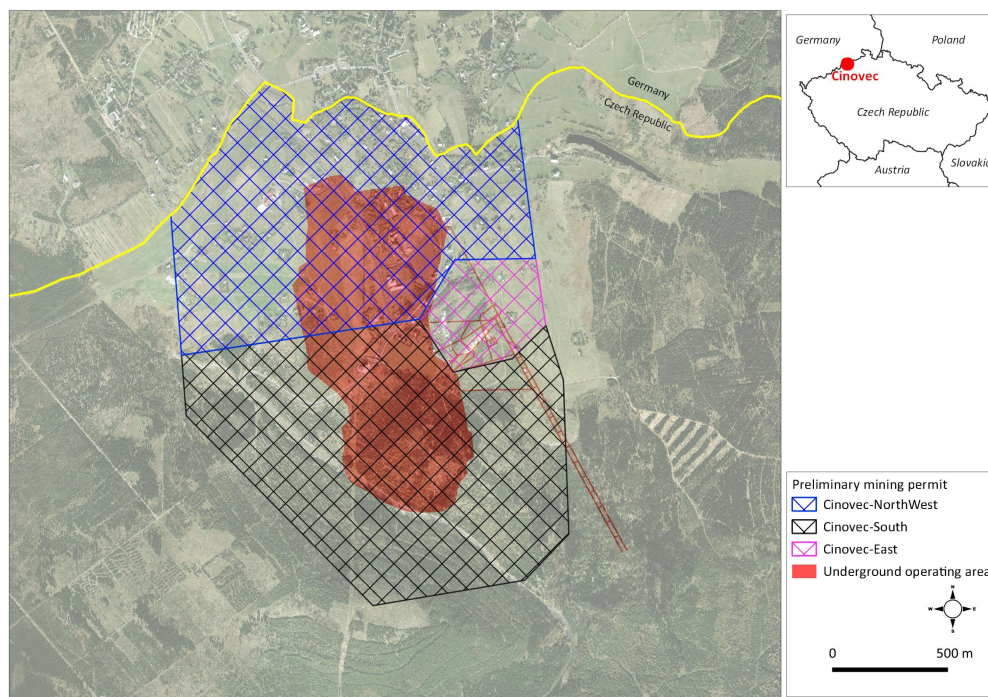 Germany
Czech Republic
Germany
Poland
Cinovec
Czech Republic
Austria
Slovakia
Preliminary mining permit
Cinovec-NorthWest
Cinovec-South
Cinovec-East
Underground operating area
N
W
E
S
0
500 m